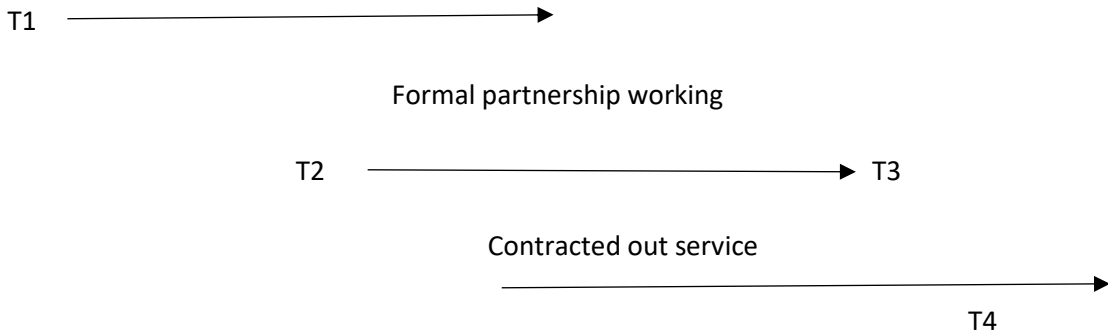 T1
Formal partnership working
T2 T3
Contracted out service
T4